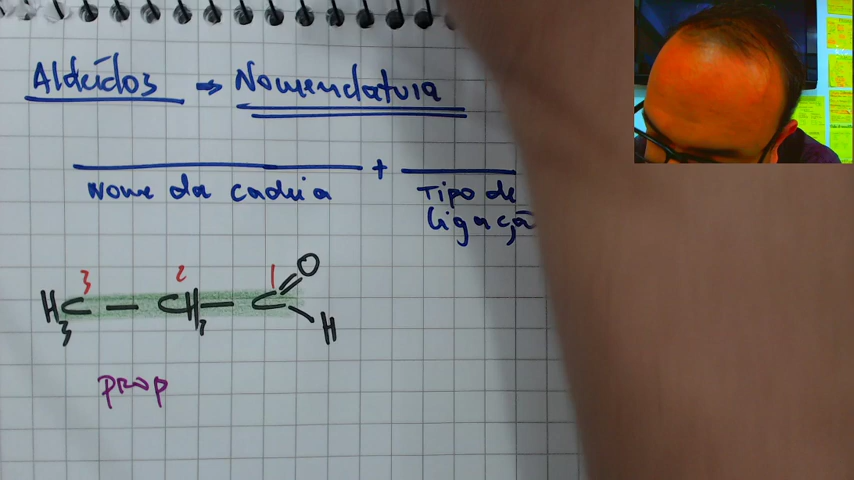 Aldeídos → Nomenclatura
+
Nome da cadeia
Tipo de
ligaçã
3 2 1
H₃C — CH₂ — C
O
H
prop